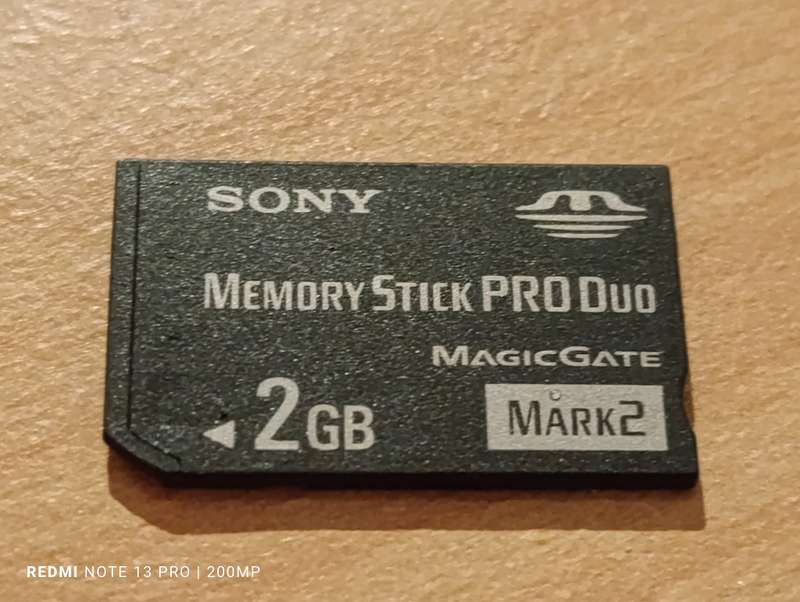 SONY
MEMORY STICK PRO DUO
MAGICGATE
2GB
MARK2
REDMI NOTE 13 PRO | 200MP